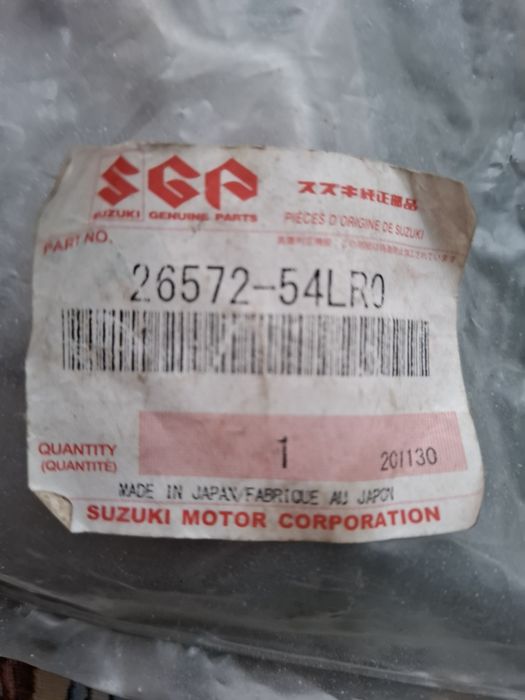 SGP
SUZUKI GENUINE PARTS
スズキ純正部品
PIÈCES D'ORIGINE DE SUZUKI
PART NO.
26572-54LR0
QUANTITY
(QUANTITÉ)
1
201130
MADE IN JAPAN/FABRIQUE AU JAPON
SUZUKI MOTOR CORPORATION